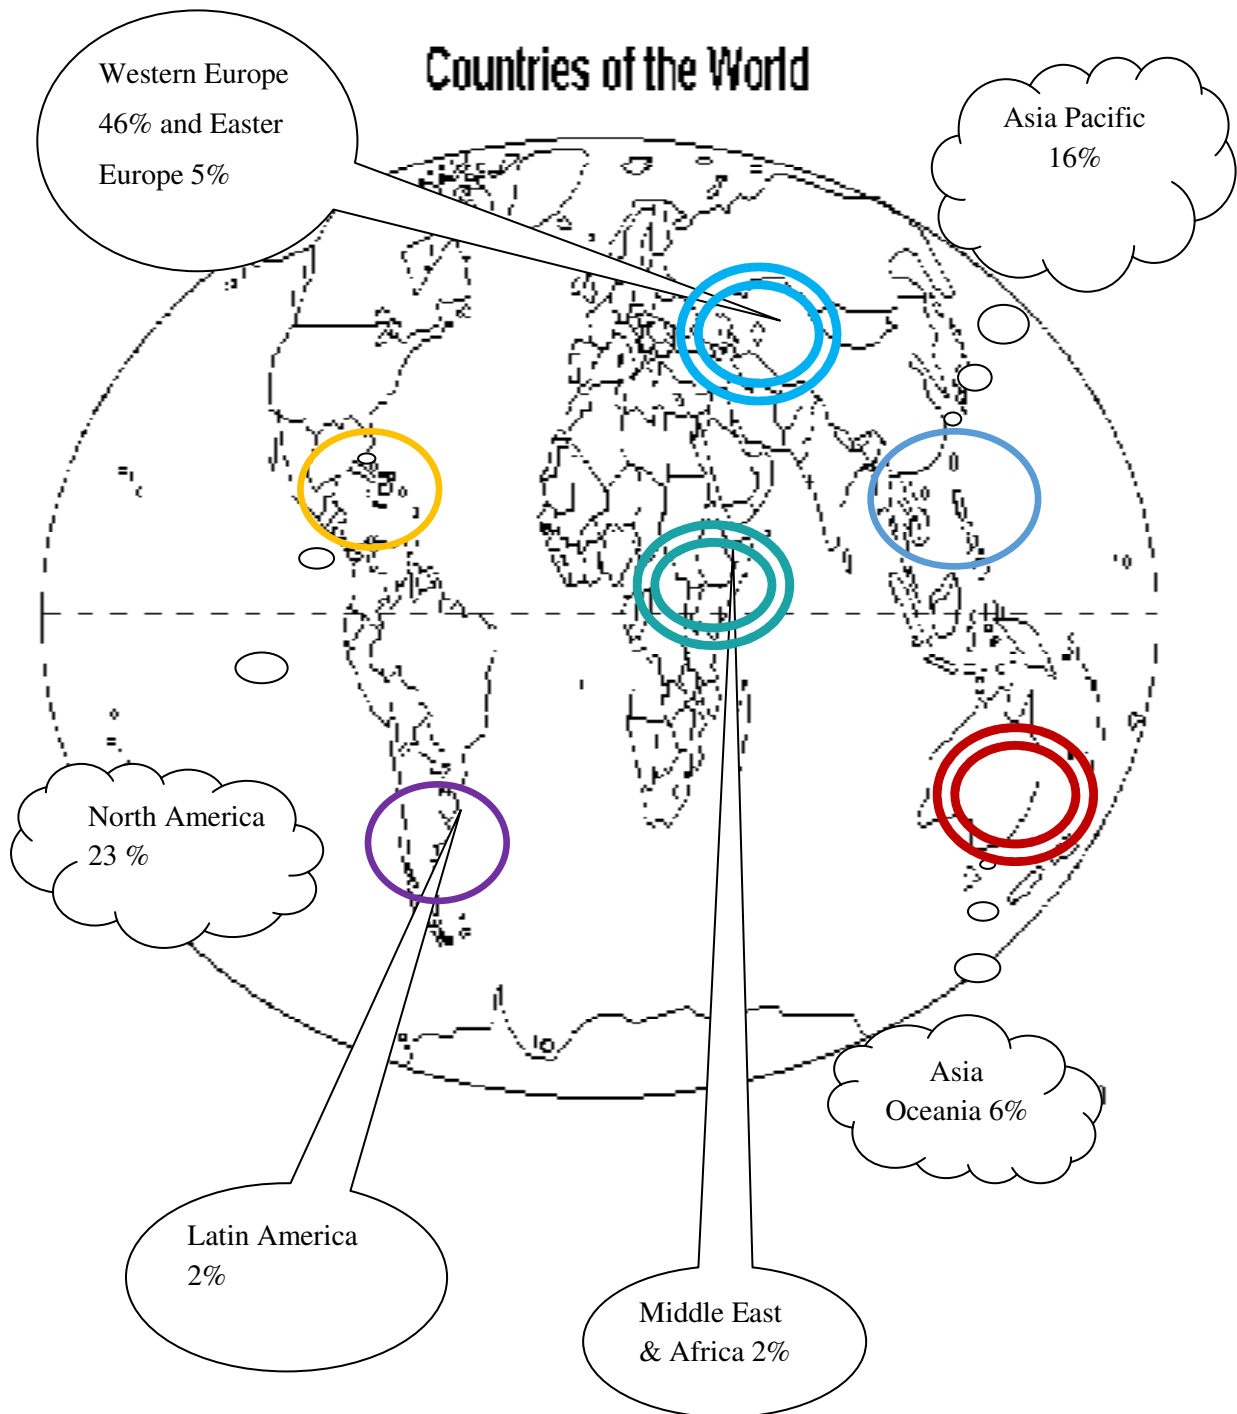 Countries of the World
Western Europe
46% and Easter
Europe 5%
Asia Pacific
16%
North America
23 %
Asia
Oceania 6%
Latin America
2%
Middle East
& Africa 2%